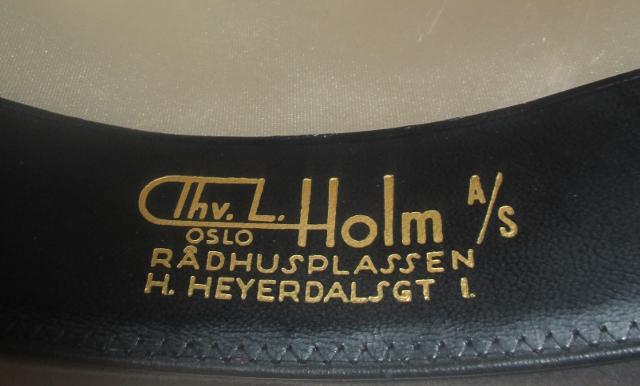 Thv. L. Holm A/S
OSLO
RÅDHUSPLASSEN
H. HEYERDALSGT 1.